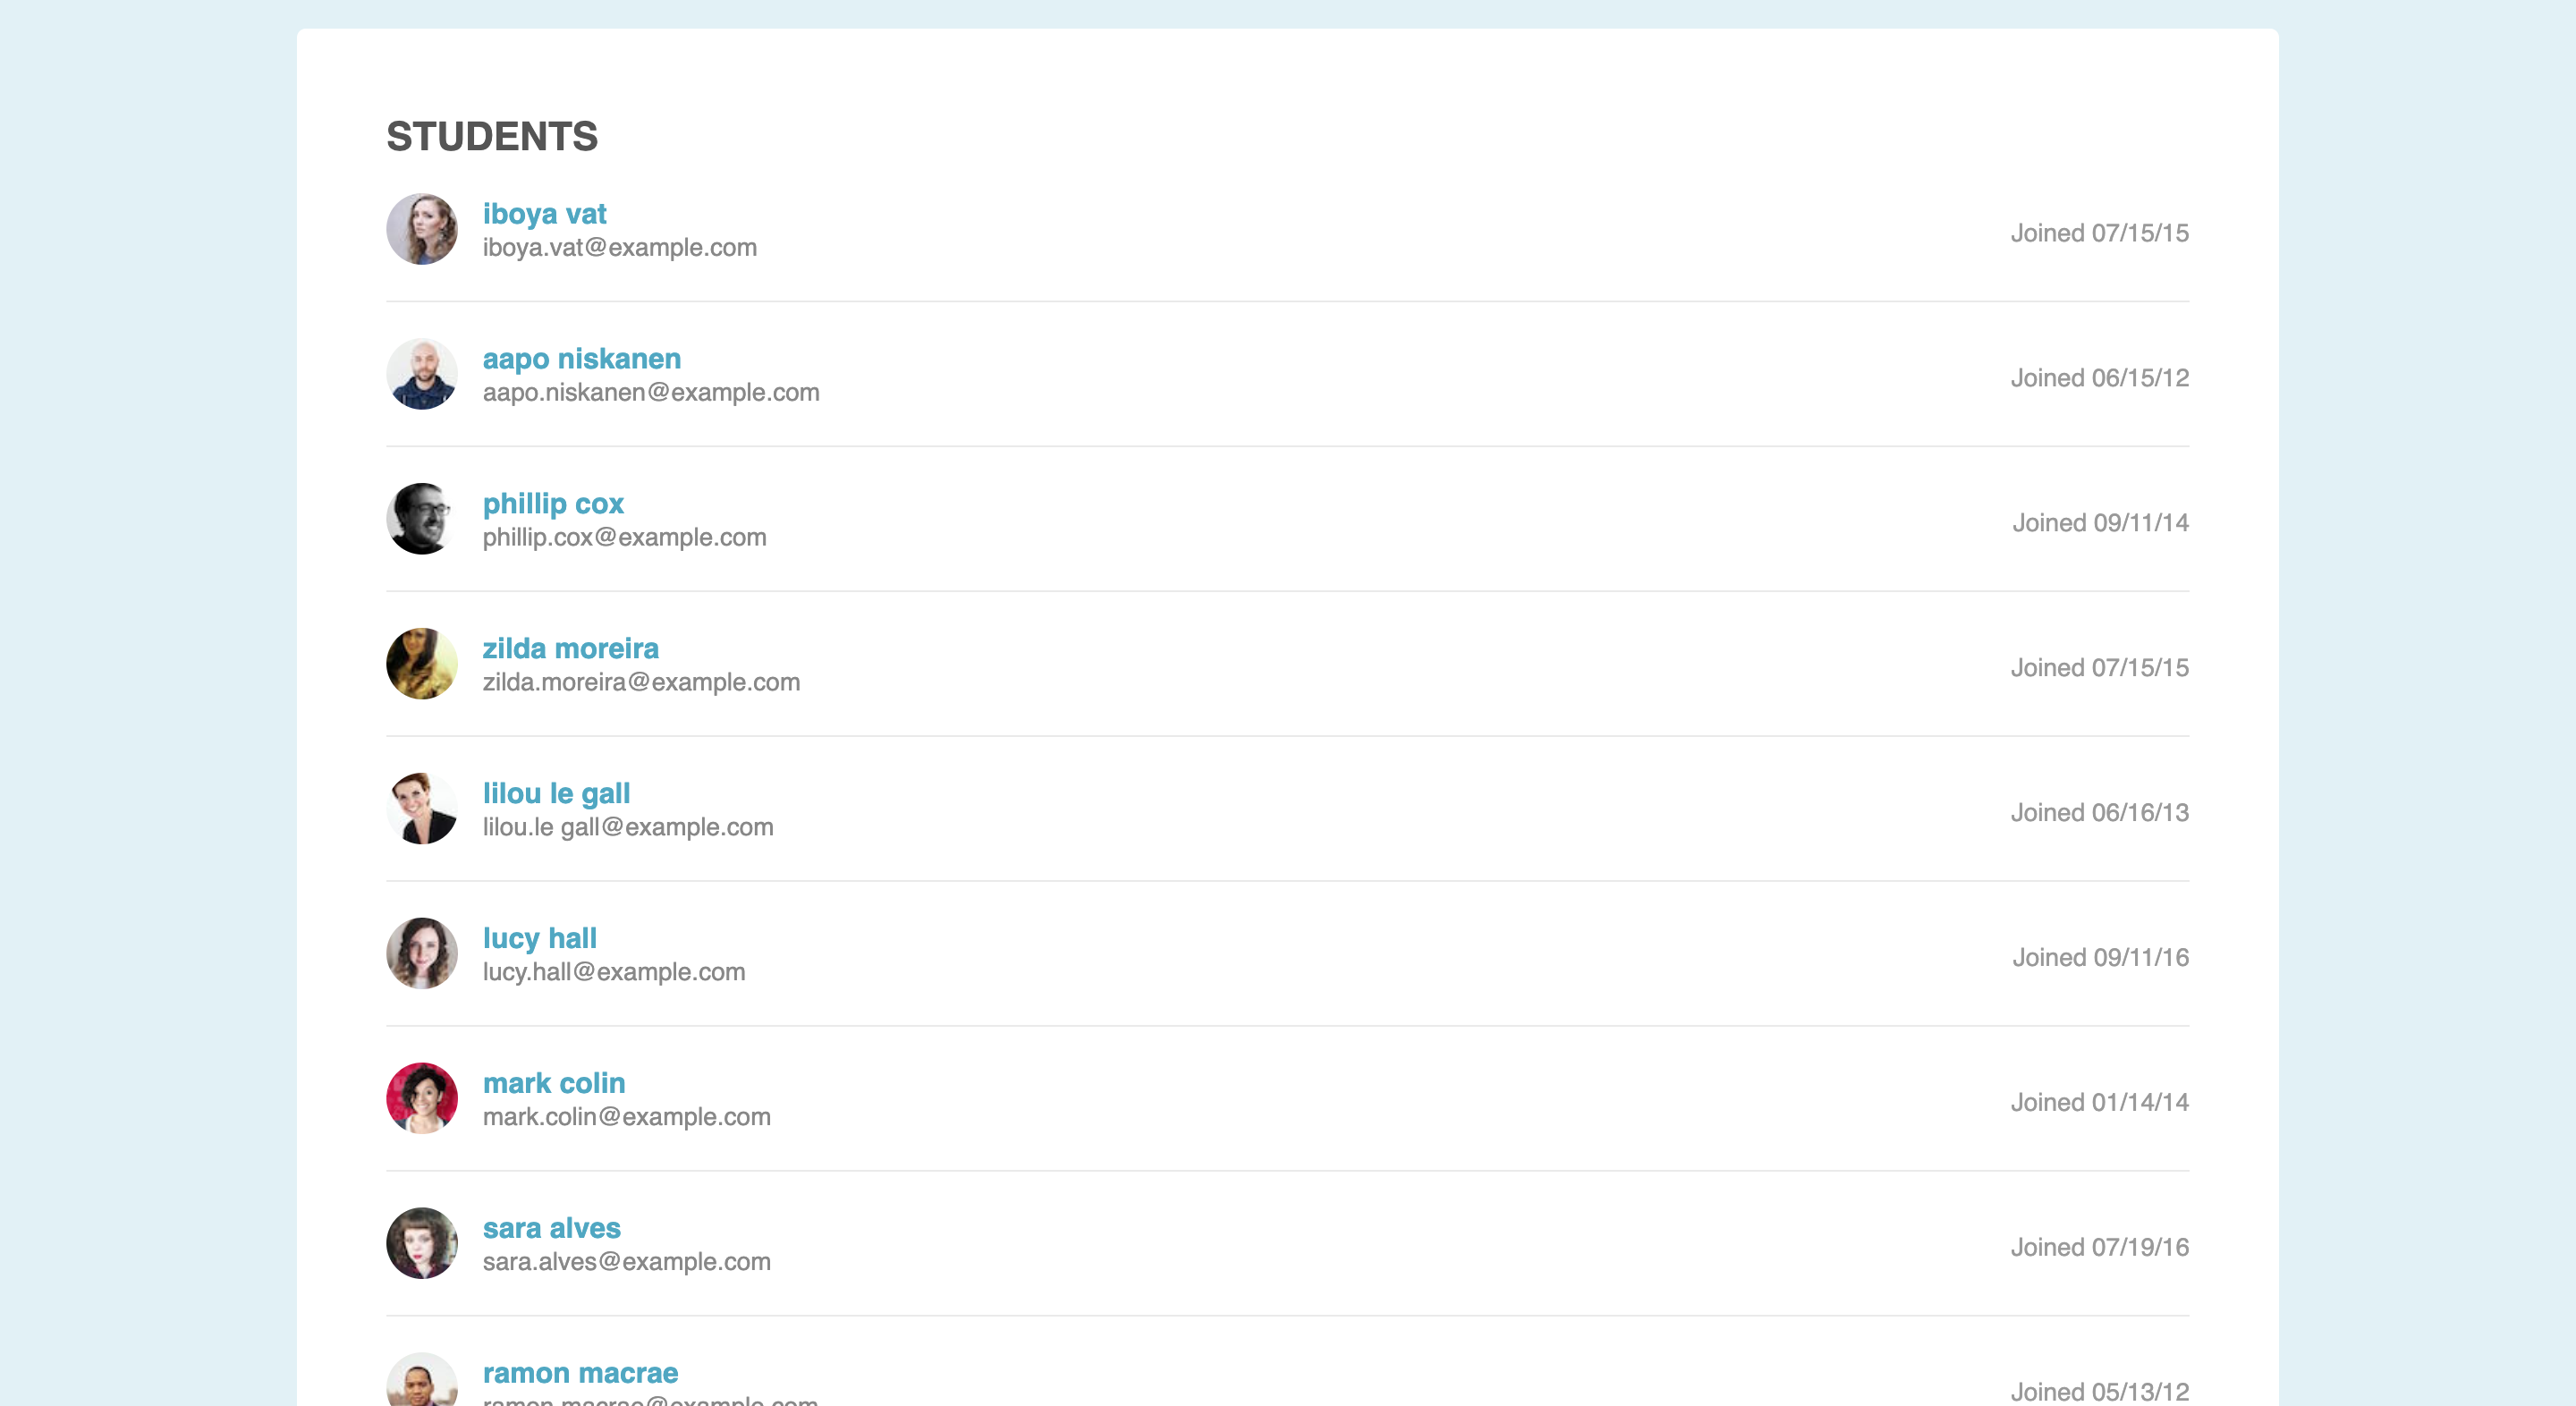 STUDENTS
iboya vat
iboya.vat@example.com
Joined 07/15/15
aapo niskanen
aapo.niskanen@example.com
Joined 06/15/12
phillip cox
phillip.cox@example.com
Joined 09/11/14
zilda moreira
zilda.moreira@example.com
Joined 07/15/15
lilou le gall
lilou.le gall@example.com
Joined 06/16/13
lucy hall
lucy.hall@example.com
Joined 09/11/16
mark colin
mark.colin@example.com
Joined 01/14/14
sara alves
sara.alves@example.com
Joined 07/19/16
ramon macrae
ramon.macrae@example.com
Joined 05/13/12